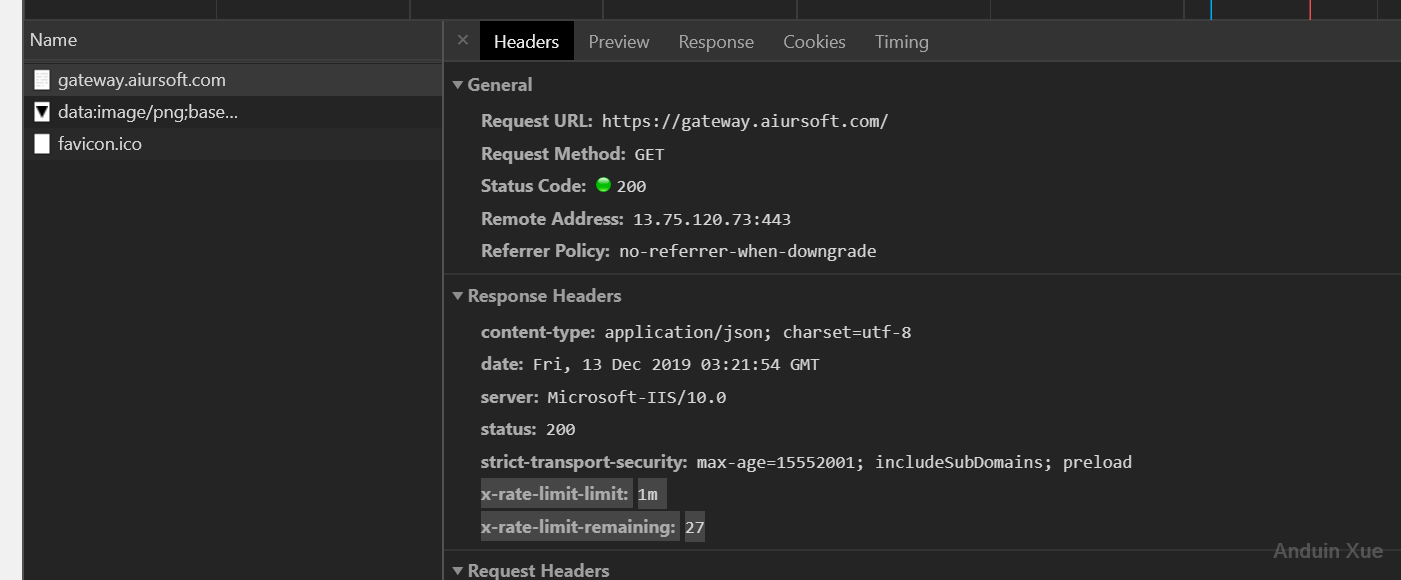 Name
gateway.aiursoft.com
data:image/png;base...
favicon.ico
× Headers Preview Response Cookies Timing
▼ General
Request URL: https://gateway.aiursoft.com/
Request Method: GET
Status Code: 200
Remote Address: 13.75.120.73:443
Referrer Policy: no-referrer-when-downgrade
▼ Response Headers
content-type: application/json; charset=utf-8
date: Fri, 13 Dec 2019 03:21:54 GMT
server: Microsoft-IIS/10.0
status: 200
strict-transport-security: max-age=15552001; includeSubDomains; preload
x-rate-limit-limit: 1m
x-rate-limit-remaining: 27
Anduin Xue
▼ Request Headers